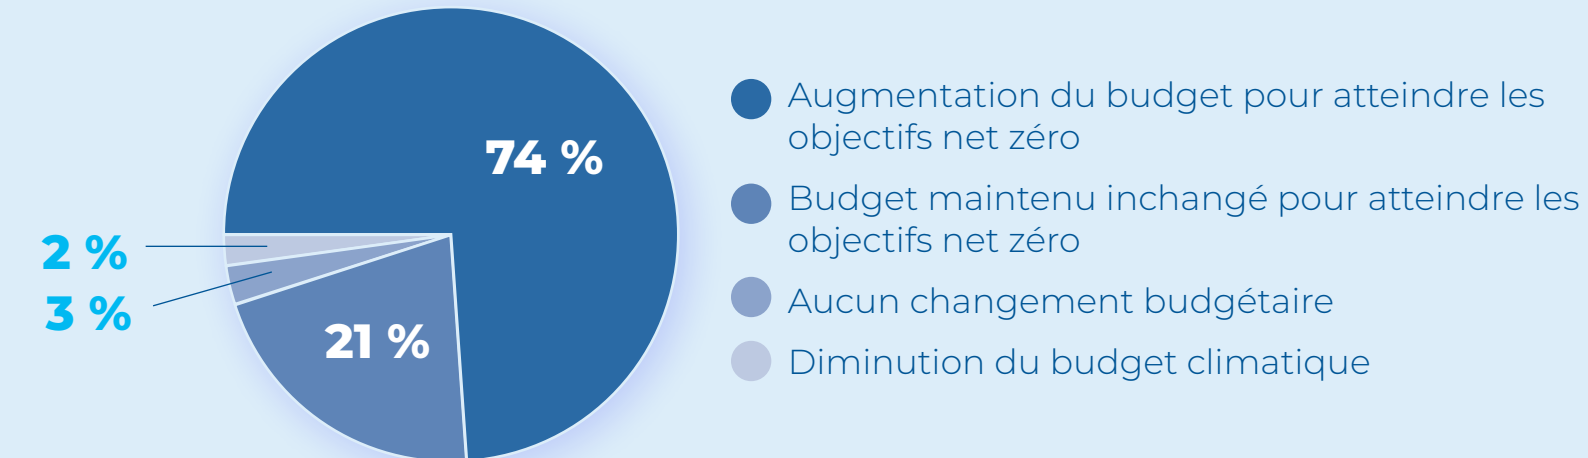 74 %
21 %
2 %
3 %
Augmentation du budget pour atteindre les
objectifs net zéro
Budget maintenu inchangé pour atteindre les
objectifs net zéro
Aucun changement budgétaire
Diminution du budget climatique